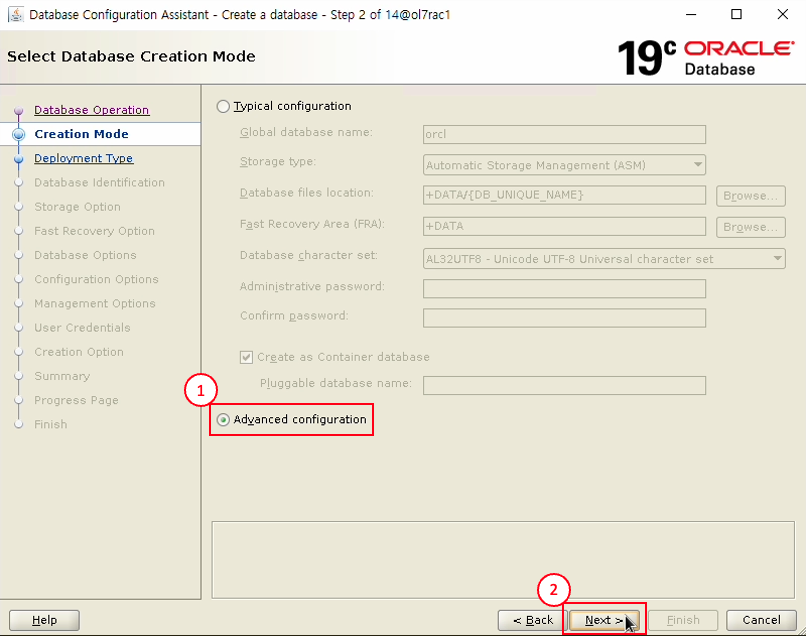 Database Configuration Assistant - Create a database - Step 2 of 14@ol7rac1
Select Database Creation Mode
19c ORACLE Database
Database Operation
Creation Mode
Deployment Type
Database Identification
Storage Option
Fast Recovery Option
Database Options
Configuration Options
Management Options
User Credentials
Creation Option
Summary
Progress Page
Finish
Typical configuration
Global database name: orcl
Storage type: Automatic Storage Management (ASM)
Database files location: +DATA/{DB_UNIQUE_NAME} Browse...
Fast Recovery Area (FRA): +DATA Browse...
Database character set: AL32UTF8 - Unicode UTF-8 Universal character set
Administrative password:
Confirm password:
Create as Container database
Pluggable database name:
1
Advanced configuration
2
Help < Back Next > Finish Cancel